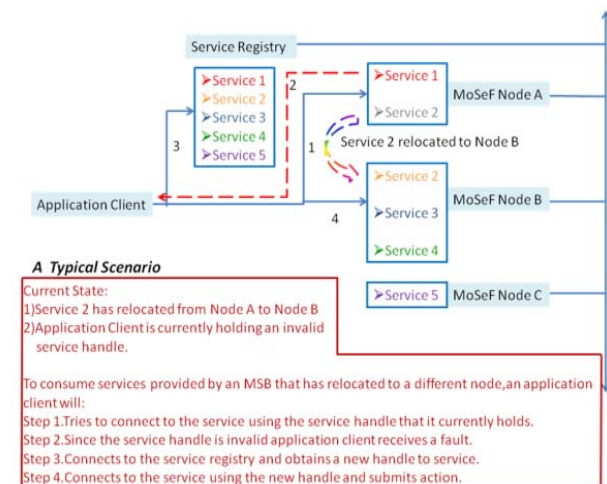 Service Registry
➤Service 1
➤Service 2
➤Service 3
➤Service 4
➤Service 5
2
➤Service 1
➤Service 2
MoSeF Node A
3
1
Service 2 relocated to Node B
➤Service 2
➤Service 3
➤Service 4
MoSeF Node B
Application Client
4
➤Service 5
MoSeF Node C
A Typical Scenario
Current State:
1)Service 2 has relocated from Node A to Node B
2)Application Client is currently holding an invalid
service handle.
To consume services provided by an MSB that has relocated to a different node,an application
client will:
Step 1.Tries to connect to the service using the service handle that it currently holds.
Step 2.Since the service handle is invalid application client receives a fault.
Step 3.Connects to the service registry and obtains a new handle to service.
Step 4.Connects to the service using the new handle and submits action.